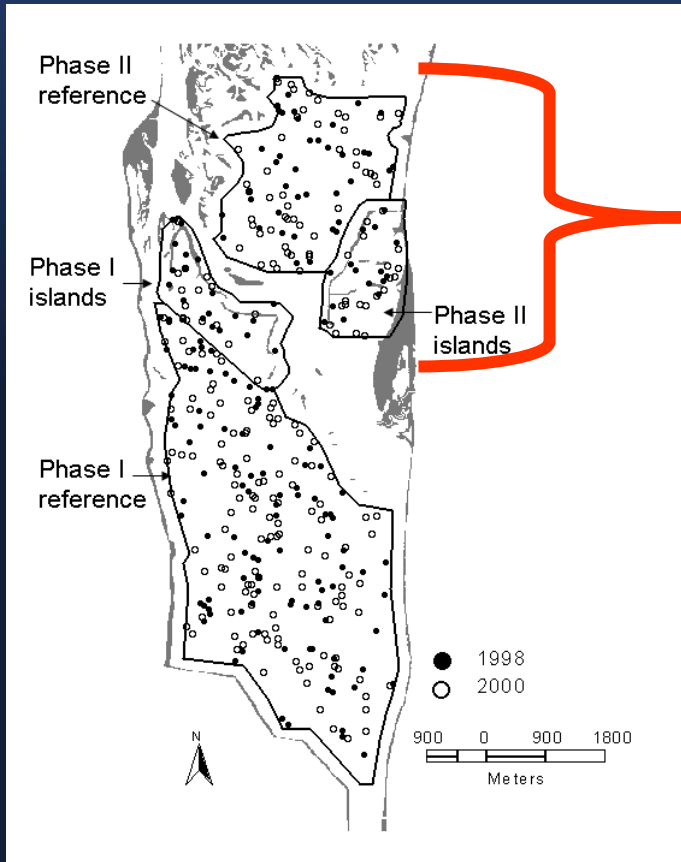 Phase II
reference
Phase I
islands
Phase II
islands
Phase I
reference
1998
2000
N
900 0 900 1800
Meters